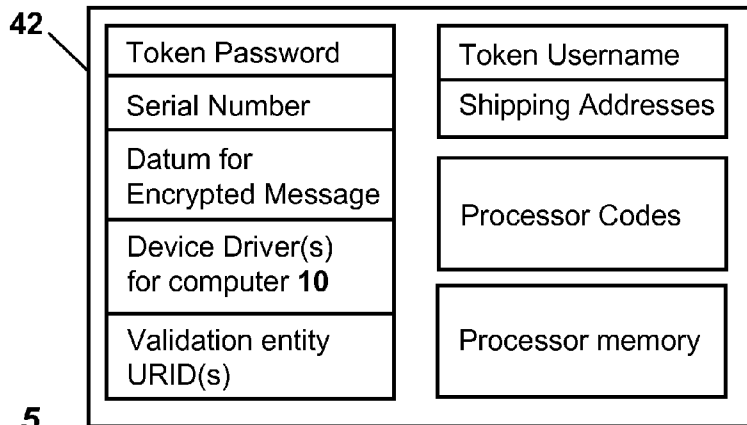 42
Token Password
Serial Number
Datum for
Encrypted Message
Device Driver(s)
for computer 10
Validation entity
URID(s)
Token Username
Shipping Addresses
Processor Codes
Processor memory
5